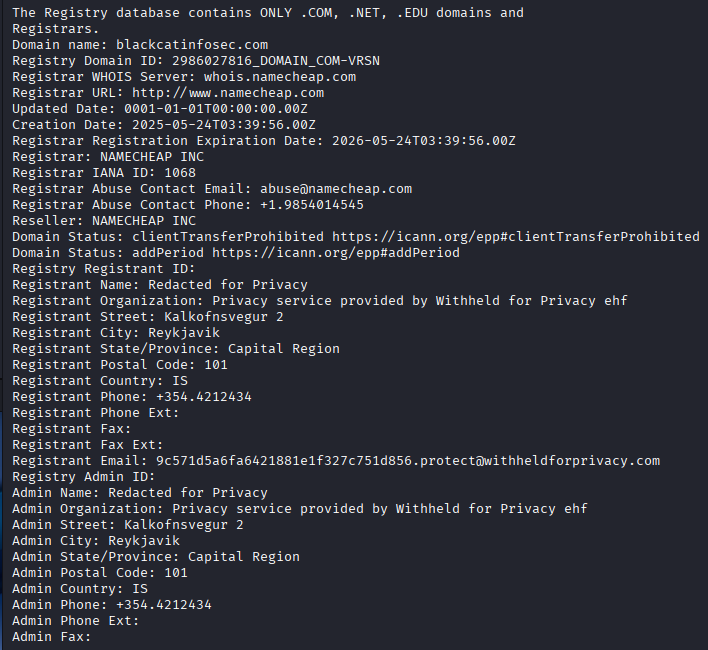 The Registry database contains ONLY .COM, .NET, .EDU domains and
Registrars.
Domain name: blackcatinfosec.com
Registry Domain ID: 2986027816_DOMAIN_COM-VRSN
Registrar WHOIS Server: whois.namecheap.com
Registrar URL: http://www.namecheap.com
Updated Date: 0001-01-01T00:00:00.00Z
Creation Date: 2025-05-24T03:39:56.00Z
Registrar Registration Expiration Date: 2026-05-24T03:39:56.00Z
Registrar: NAMECHEAP INC
Registrar IANA ID: 1068
Registrar Abuse Contact Email: abuse@namecheap.com
Registrar Abuse Contact Phone: +1.9854014545
Reseller: NAMECHEAP INC
Domain Status: clientTransferProhibited https://icann.org/epp#clientTransferProhibited
Domain Status: addPeriod https://icann.org/epp#addPeriod
Registry Registrant ID:
Registrant Name: Redacted for Privacy
Registrant Organization: Privacy service provided by Withheld for Privacy ehf
Registrant Street: Kalkofnsvegur 2
Registrant City: Reykjavik
Registrant State/Province: Capital Region
Registrant Postal Code: 101
Registrant Country: IS
Registrant Phone: +354.4212434
Registrant Phone Ext:
Registrant Fax:
Registrant Fax Ext:
Registrant Email: 9c571d5a6fa6421881e1f327c751d856.protect@withheldforprivacy.com
Registry Admin ID:
Admin Name: Redacted for Privacy
Admin Organization: Privacy service provided by Withheld for Privacy ehf
Admin Street: Kalkofnsvegur 2
Admin City: Reykjavik
Admin State/Province: Capital Region
Admin Postal Code: 101
Admin Country: IS
Admin Phone: +354.4212434
Admin Phone Ext:
Admin Fax: